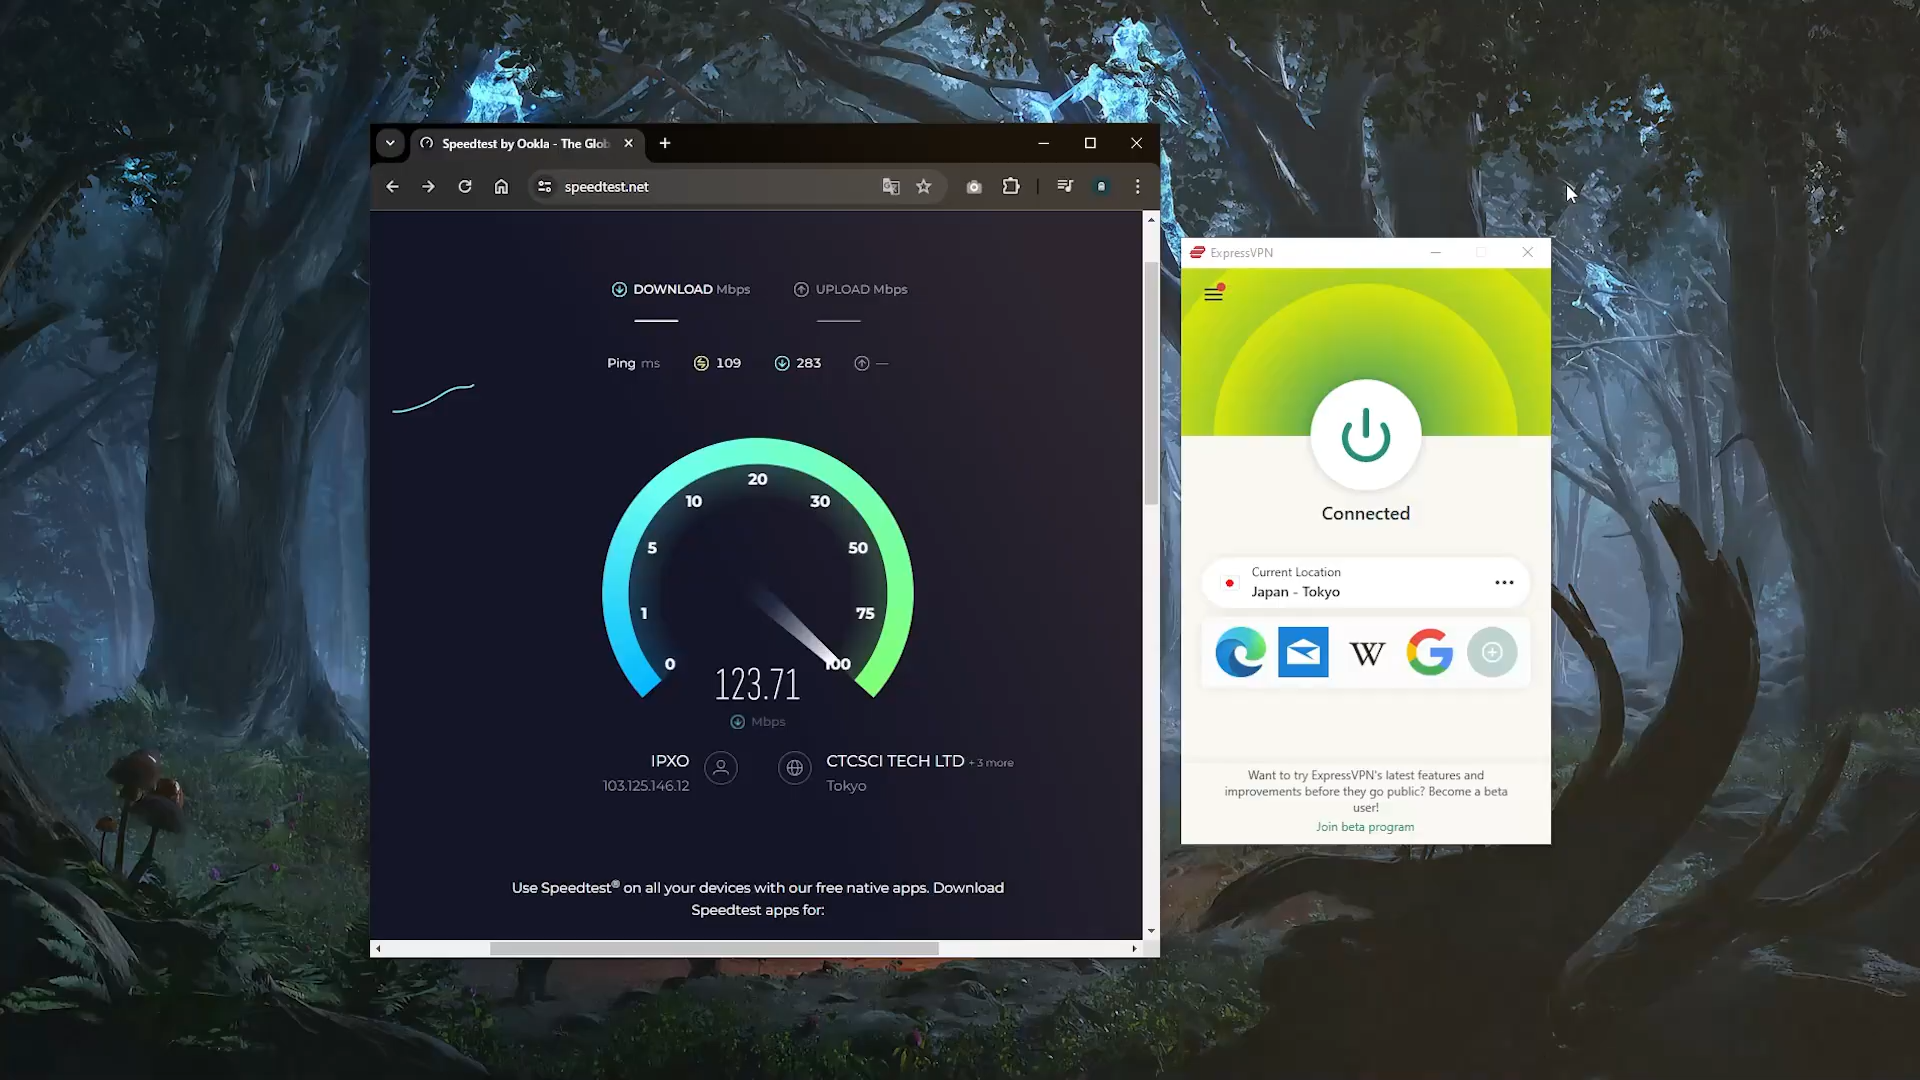 Speedtest by Ookla - The Glob
speedtest.net
DOWNLOAD Mbps
UPLOAD Mbps
Ping ms 109 283 —
0
1
5
10
20
30
50
75
100
123.71
Mbps
IPXO
103.125.146.12
CTCSCI TECH LTD + 3 more
Tokyo
Use Speedtest® on all your devices with our free native apps. Download
Speedtest apps for:
ExpressVPN
Connected
Current Location
Japan - Tokyo
W
G
Want to try ExpressVPN's latest features and
improvements before they go public? Become a beta
user!
Join beta program